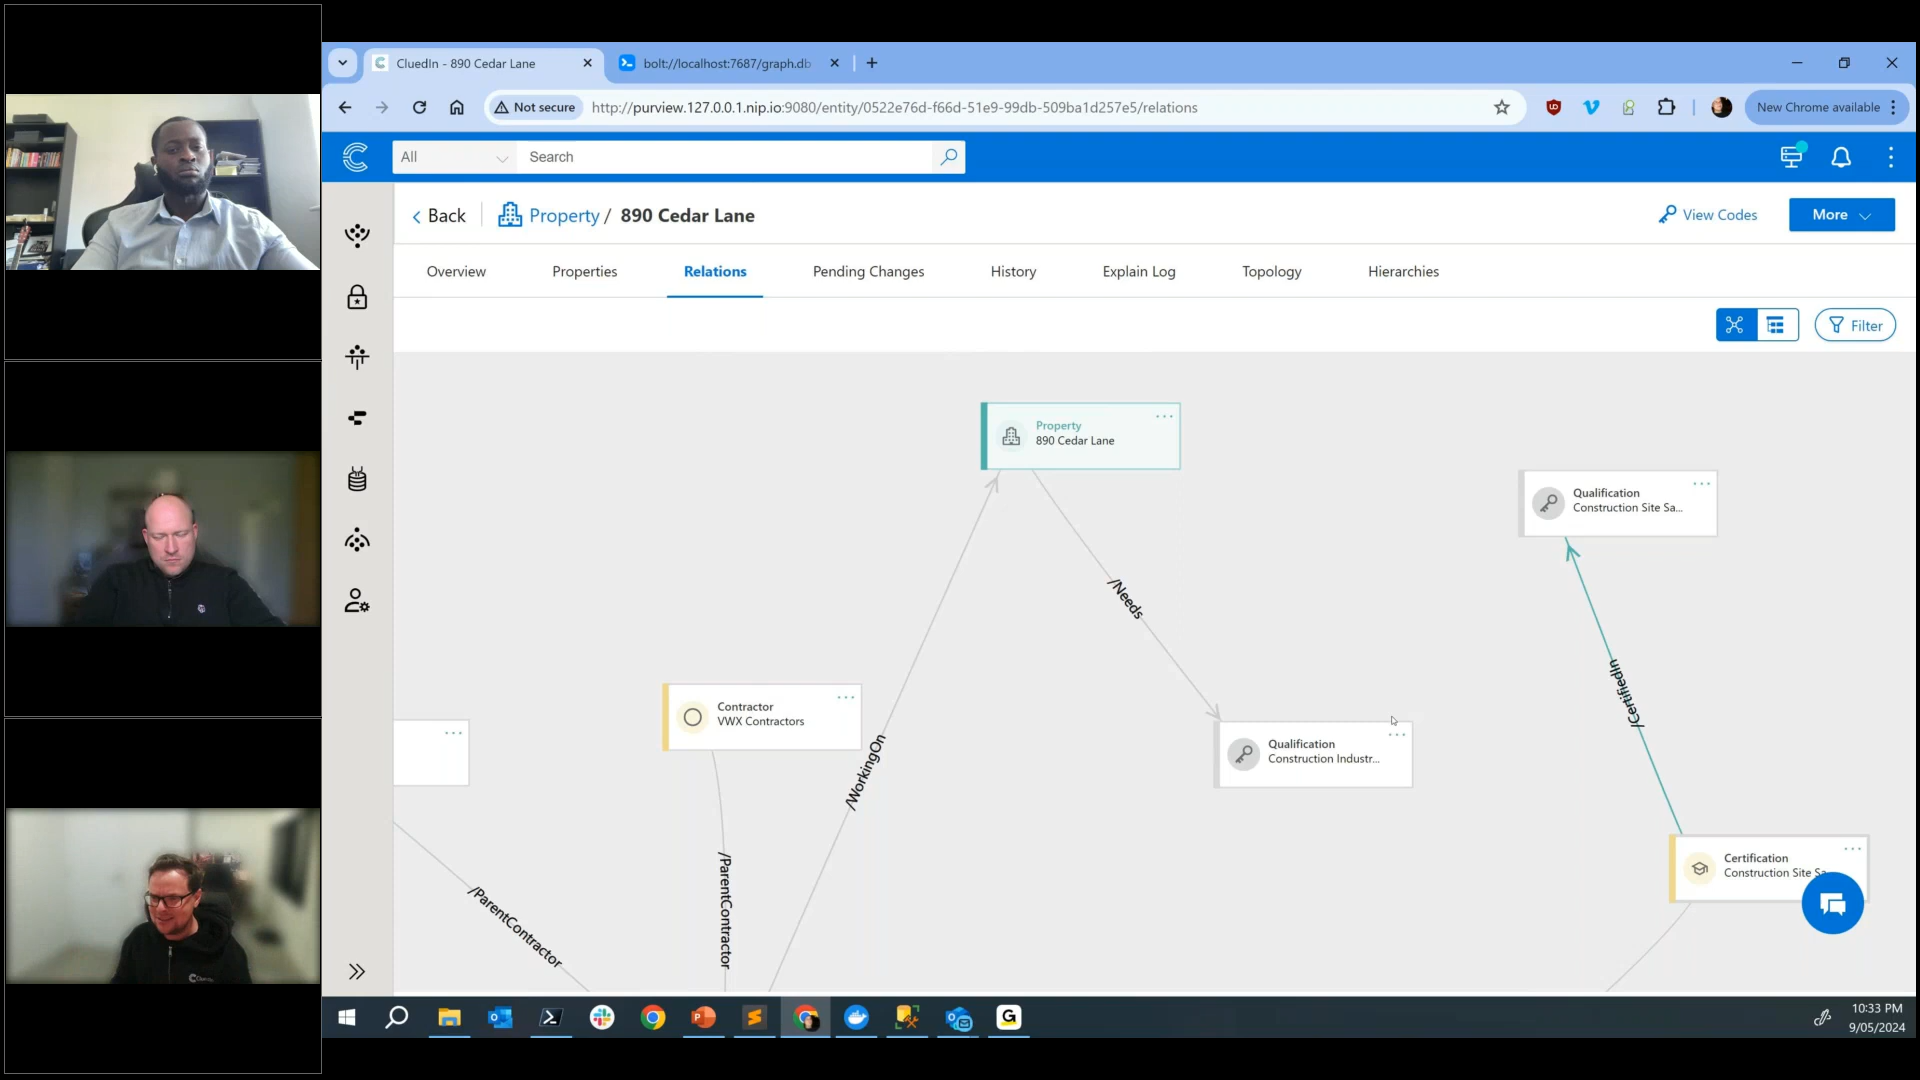 CluedIn - 890 Cedar Lane
bolt://localhost:7687/graph.db
Not secure
http://purview.127.0.0.1.nip.io:9080/entity/0522e76d-f66d-51e9-99db-509ba1d257e5/relations
New Chrome available
All
Search
Back
Property / 890 Cedar Lane
View Codes
More
Overview
Properties
Relations
Pending Changes
History
Explain Log
Topology
Hierarchies
Filter
Property
890 Cedar Lane
Qualification
Construction Site Sa...
/Needs
/CertifiedIn
Contractor
VWX Contractors
/WorkingOn
Qualification
Construction Industr...
/ParentContractor
/ParentContractor
Certification
Construction Site Sa...
10:33 PM
9/05/2024